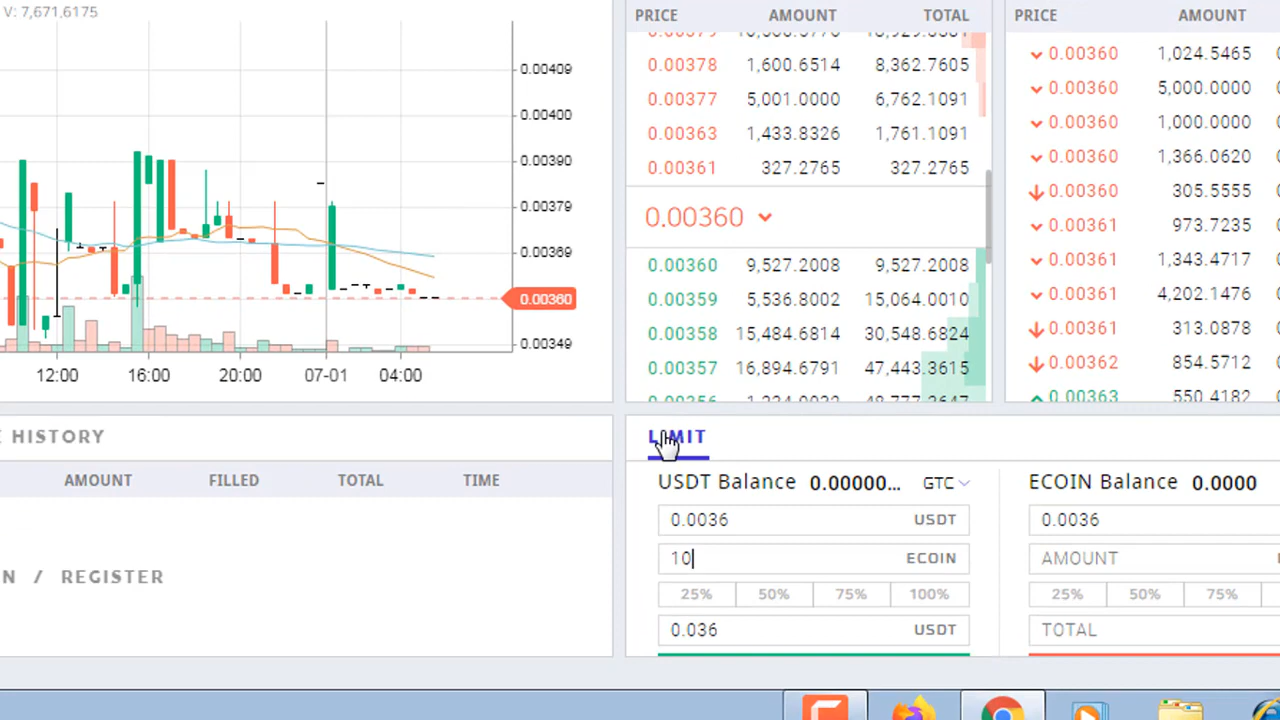 V: 7,671.6175
0.00409
0.00400
0.00390
0.00379
0.00369
0.00360
0.00349
12:00 16:00 20:00 07-01 04:00
PRICE AMOUNT TOTAL
0.00378 1,600.6514 8,362.7605
0.00377 5,001.0000 6,762.1091
0.00363 1,433.8326 1,761.1091
0.00361 327.2765 327.2765
0.00360
0.00360 9,527.2008 9,527.2008
0.00359 5,536.8002 15,064.0010
0.00358 15,484.6814 30,548.6824
0.00357 16,894.6791 47,443.3615
PRICE AMOUNT
0.00360 1,024.5465
0.00360 5,000.0000
0.00360 1,000.0000
0.00360 1,366.0620
0.00360 305.5555
0.00361 973.7235
0.00361 1,343.4717
0.00361 4,202.1476
0.00361 313.0878
0.00362 854.5712
0.00363 550.4182
HISTORY
AMOUNT FILLED TOTAL TIME
N / REGISTER
LIMIT
USDT Balance 0.00000... GTC
0.0036 USDT
10 ECOIN
25% 50% 75% 100%
0.036 USDT
ECOIN Balance 0.0000
0.0036
AMOUNT
25% 50% 75%
TOTAL